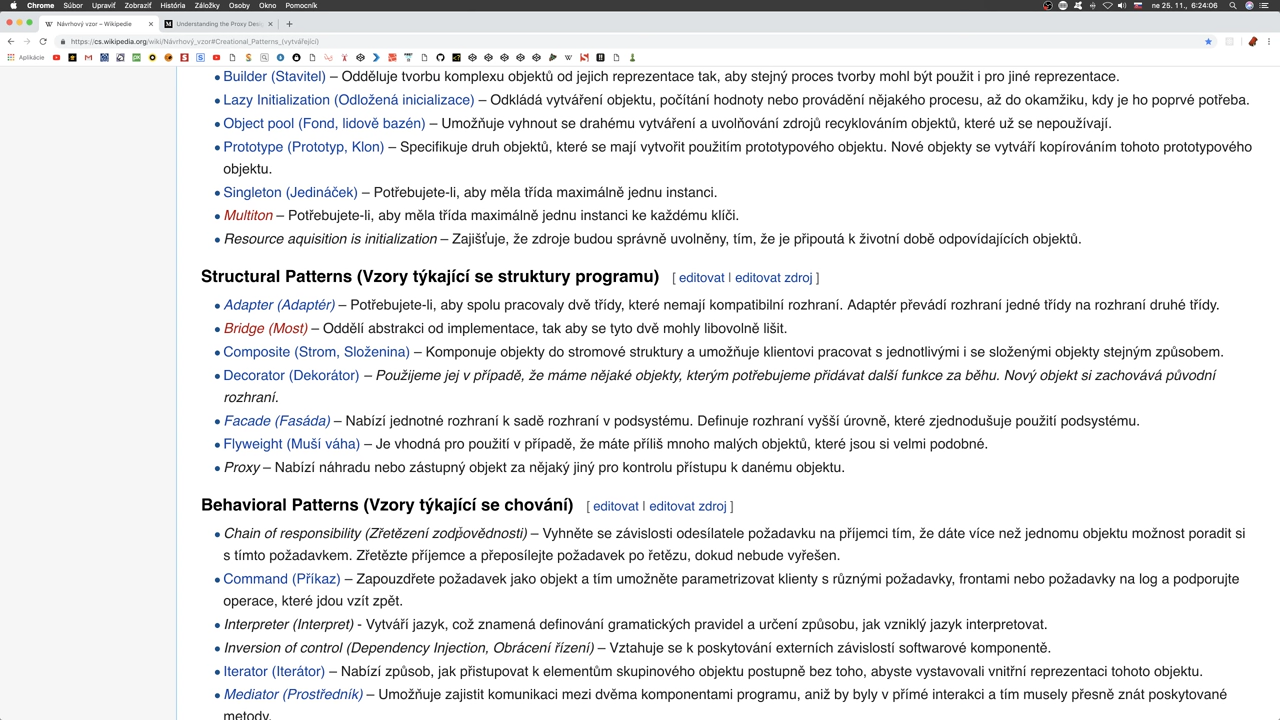 Chrome Súbor Upraviť Zobraziť História Záložky Osoby Okno Pomocník ne 25. 11., 6:24:06
Návrhový vzor – Wikipedie Understanding the Proxy Desi
https://cs.wikipedia.org/wiki/Návrhový_vzor#Creational_Patterns_(vytvářející)
Aplikácie
• Builder (Stavitel) – Odděluje tvorbu komplexu objektů od jejich reprezentace tak, aby stejný proces tvorby mohl být použit i pro jiné reprezentace.
• Lazy Initialization (Odložená inicializace) – Odkládá vytváření objektu, počítání hodnoty nebo provádění nějakého procesu, až do okamžiku, kdy je ho poprvé potřeba.
• Object pool (Fond, lidově bazén) – Umožňuje vyhnout se drahému vytváření a uvolňování zdrojů recyklováním objektů, které už se nepoužívají.
• Prototype (Prototyp, Klon) – Specifikuje druh objektů, které se mají vytvořit použitím prototypového objektu. Nové objekty se vytváří kopírováním tohoto prototypového
objektu.
• Singleton (Jedináček) – Potřebujete-li, aby měla třída maximálně jednu instanci.
• Multiton – Potřebujete-li, aby měla třída maximálně jednu instanci ke každému klíči.
• Resource aquisition is initialization – Zajišťuje, že zdroje budou správně uvolněny, tím, že je připoutá k životní době odpovídajících objektů.
Structural Patterns (Vzory týkající se struktury programu) [ editovat | editovat zdroj ]
• Adapter (Adaptér) – Potřebujete-li, aby spolu pracovaly dvě třídy, které nemají kompatibilní rozhraní. Adaptér převádí rozhraní jedné třídy na rozhraní druhé třídy.
• Bridge (Most) – Oddělí abstrakci od implementace, tak aby se tyto dvě mohly libovolně lišit.
• Composite (Strom, Složenina) – Komponuje objekty do stromové struktury a umožňuje klientovi pracovat s jednotlivými i se složenými objekty stejným způsobem.
• Decorator (Dekorátor) – Použijeme jej v případě, že máme nějaké objekty, kterým potřebujeme přidávat další funkce za běhu. Nový objekt si zachovává původní
rozhraní.
• Facade (Fasáda) – Nabízí jednotné rozhraní k sadě rozhraní v podsystému. Definuje rozhraní vyšší úrovně, které zjednodušuje použití podsystému.
• Flyweight (Muší váha) – Je vhodná pro použití v případě, že máte příliš mnoho malých objektů, které jsou si velmi podobné.
• Proxy – Nabízí náhradu nebo zástupný objekt za nějaký jiný pro kontrolu přístupu k danému objektu.
Behavioral Patterns (Vzory týkající se chování) [ editovat | editovat zdroj ]
• Chain of responsibility (Zřetězení zodpovědnosti) – Vyhněte se závislosti odesílatele požadavku na příjemci tím, že dáte více než jednomu objektu možnost poradit si
s tímto požadavkem. Zřetězte příjemce a přeposílejte požadavek po řetězu, dokud nebude vyřešen.
• Command (Příkaz) – Zapouzdřete požadavek jako objekt a tím umožněte parametrizovat klienty s různými požadavky, frontami nebo požadavky na log a podporujte
operace, které jdou vzít zpět.
• Interpreter (Interpret) - Vytváří jazyk, což znamená definování gramatických pravidel a určení způsobu, jak vzniklý jazyk interpretovat.
• Inversion of control (Dependency Injection, Obrácení řízení) – Vztahuje se k poskytování externích závislostí softwarové komponentě.
• Iterator (Iterátor) – Nabízí způsob, jak přistupovat k elementům skupinového objektu postupně bez toho, abyste vystavovali vnitřní reprezentaci tohoto objektu.
• Mediator (Prostředník) – Umožňuje zajistit komunikaci mezi dvěma komponentami programu, aniž by byly v přímé interakci a tím musely přesně znát poskytované
metody.